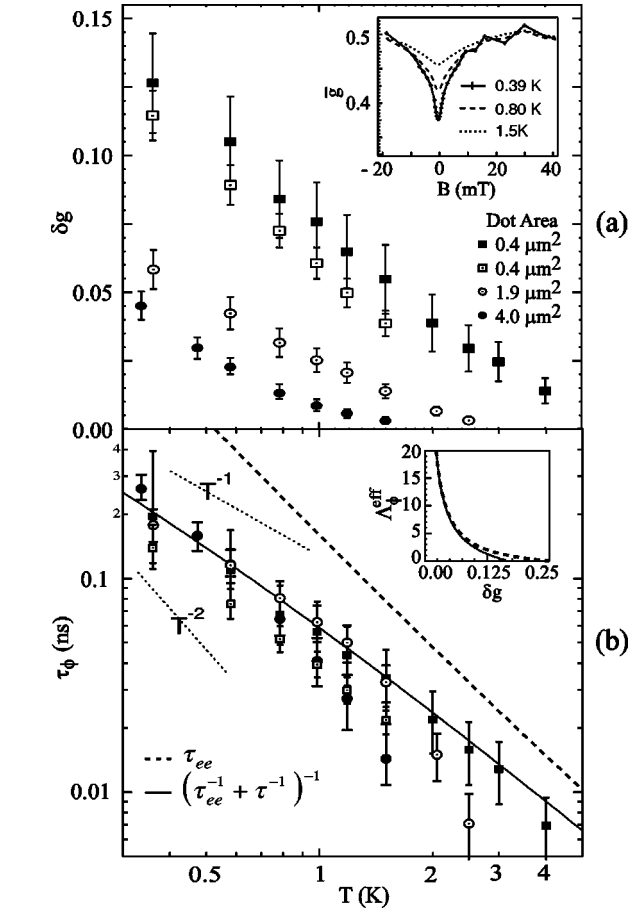 0.15
0.10
0.05
0.00
δg
0.5
0.4
g̅
0.39 K
0.80 K
1.5K
-20 0 20 40
B (mT)
(a)
Dot Area
0.4 μm²
0.4 μm²
1.9 μm²
4.0 μm²
4
3
2
0.1
0.01
τϕ (ns)
T⁻¹
T⁻²
20
15
10
5
0
Λϕ^eff
0.00 0.125 0.25
δg
(b)
τee
(τee⁻¹ + τ⁻¹)⁻¹
0.5 1 2 3 4
T (K)